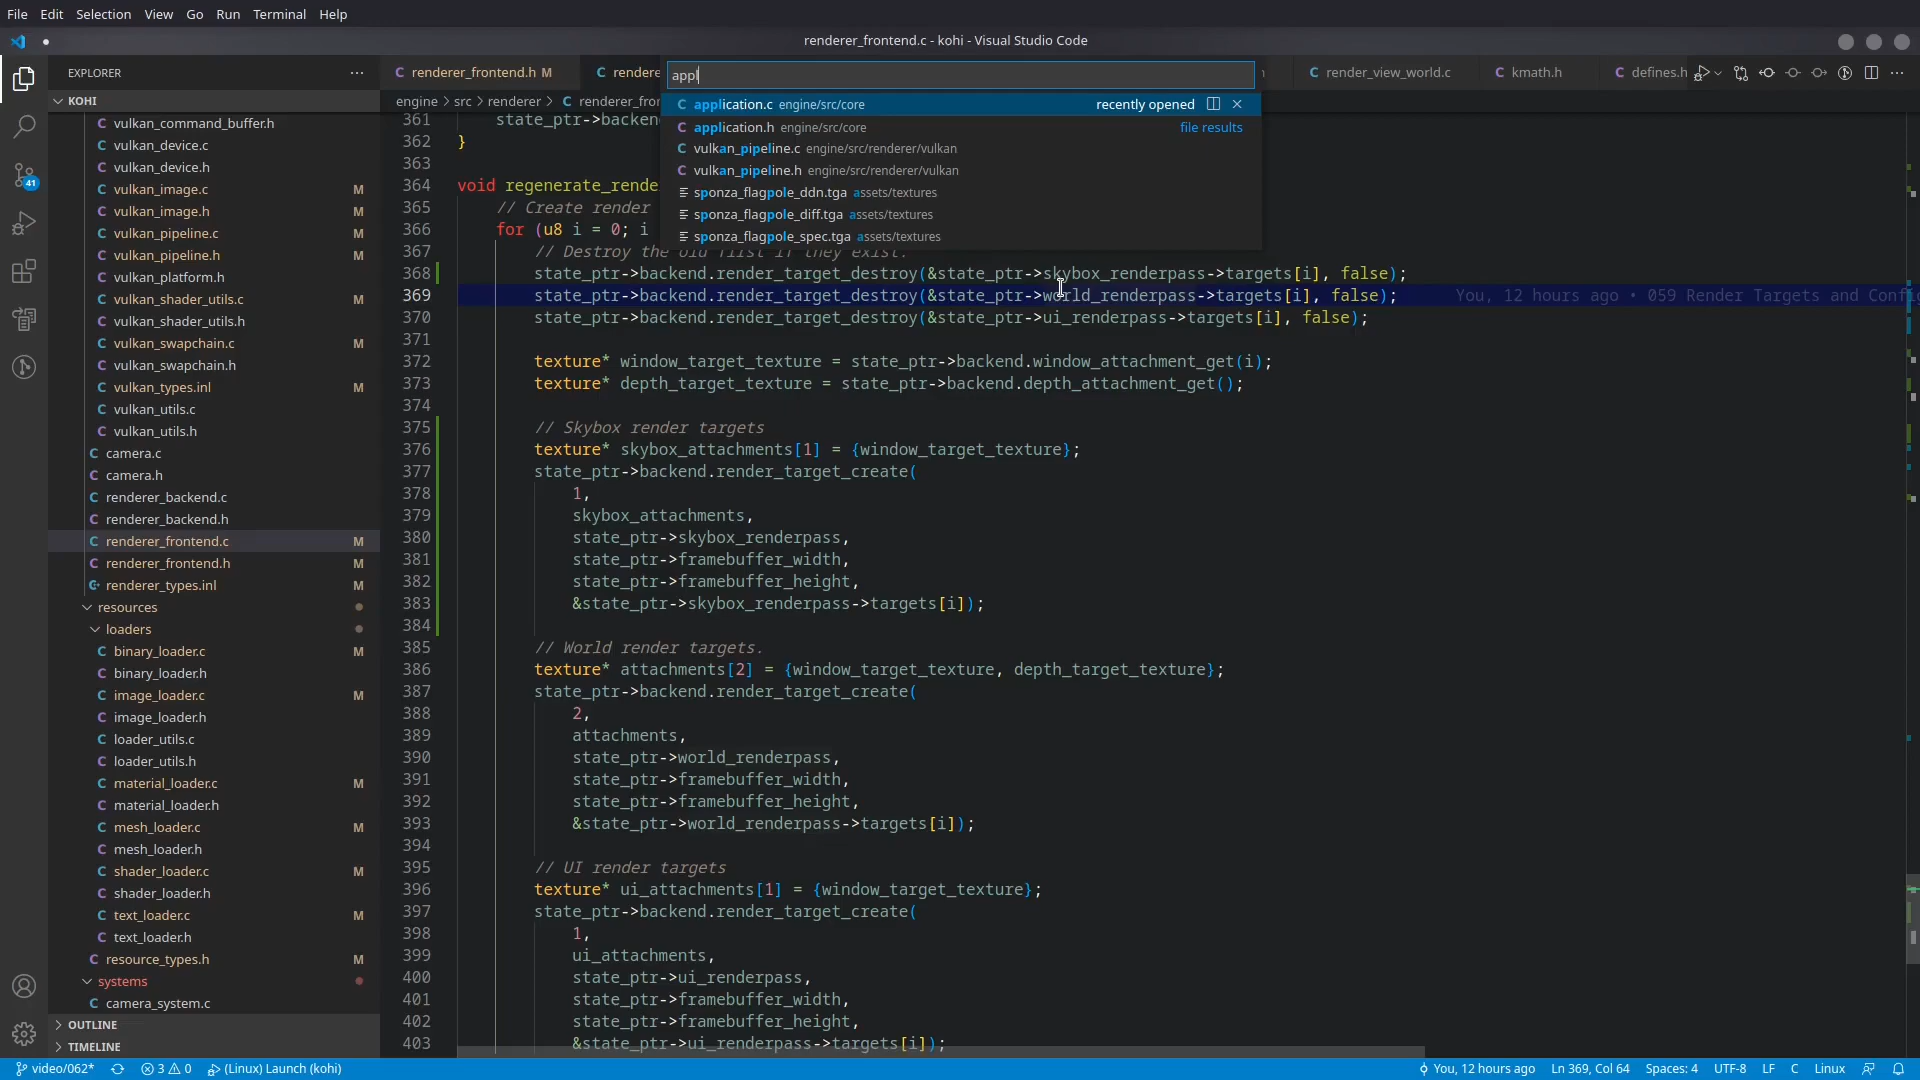 File Edit Selection View Go Run Terminal Help
renderer_frontend.c - kohi - Visual Studio Code
EXPLORER
KOHI
vulkan_command_buffer.h
vulkan_device.c
vulkan_device.h
vulkan_image.c M
vulkan_image.h M
vulkan_pipeline.c M
vulkan_pipeline.h M
vulkan_platform.h
vulkan_shader_utils.c M
vulkan_shader_utils.h
vulkan_swapchain.c M
vulkan_swapchain.h
vulkan_types.inl M
vulkan_utils.c
vulkan_utils.h
camera.c
camera.h
renderer_backend.c
renderer_backend.h
renderer_frontend.c M
renderer_frontend.h M
renderer_types.inl M
resources
loaders
binary_loader.c M
binary_loader.h
image_loader.c M
image_loader.h
loader_utils.c
loader_utils.h
material_loader.c M
material_loader.h
mesh_loader.c M
mesh_loader.h
shader_loader.c M
shader_loader.h
text_loader.c M
text_loader.h
resource_types.h M
systems
camera_system.c
OUTLINE
TIMELINE
41
renderer_frontend.h M
rendere
render_view_world.c
kmath.h
defines.h
engine > src > renderer > renderer_fron
appl
application.c engine/src/core recently opened
application.h engine/src/core file results
vulkan_pipeline.c engine/src/renderer/vulkan
vulkan_pipeline.h engine/src/renderer/vulkan
sponza_flagpole_ddn.tga assets/textures
sponza_flagpole_diff.tga assets/textures
sponza_flagpole_spec.tga assets/textures
361 state_ptr->backen
362 }
363
364 void regenerate_rende
365 // Create render
366 for (u8 i = 0; i
367 // Destroy the old first if they exist.
368 state_ptr->backend.render_target_destroy(&state_ptr->skybox_renderpass->targets[i], false);
369 state_ptr->backend.render_target_destroy(&state_ptr->world_renderpass->targets[i], false); You, 12 hours ago • 059 Render Targets and Config
370 state_ptr->backend.render_target_destroy(&state_ptr->ui_renderpass->targets[i], false);
371
372 texture* window_target_texture = state_ptr->backend.window_attachment_get(i);
373 texture* depth_target_texture = state_ptr->backend.depth_attachment_get();
374
375 // Skybox render targets
376 texture* skybox_attachments[1] = {window_target_texture};
377 state_ptr->backend.render_target_create(
378 1,
379 skybox_attachments,
380 state_ptr->skybox_renderpass,
381 state_ptr->framebuffer_width,
382 state_ptr->framebuffer_height,
383 &state_ptr->skybox_renderpass->targets[i]);
384
385 // World render targets.
386 texture* attachments[2] = {window_target_texture, depth_target_texture};
387 state_ptr->backend.render_target_create(
388 2,
389 attachments,
390 state_ptr->world_renderpass,
391 state_ptr->framebuffer_width,
392 state_ptr->framebuffer_height,
393 &state_ptr->world_renderpass->targets[i]);
394
395 // UI render targets
396 texture* ui_attachments[1] = {window_target_texture};
397 state_ptr->backend.render_target_create(
398 1,
399 ui_attachments,
400 state_ptr->ui_renderpass,
401 state_ptr->framebuffer_width,
402 state_ptr->framebuffer_height,
403 &state_ptr->ui_renderpass->targets[i]);
video/062* 3 0 (Linux) Launch (kohi) You, 12 hours ago Ln 369, Col 64 Spaces: 4 UTF-8 LF C Linux